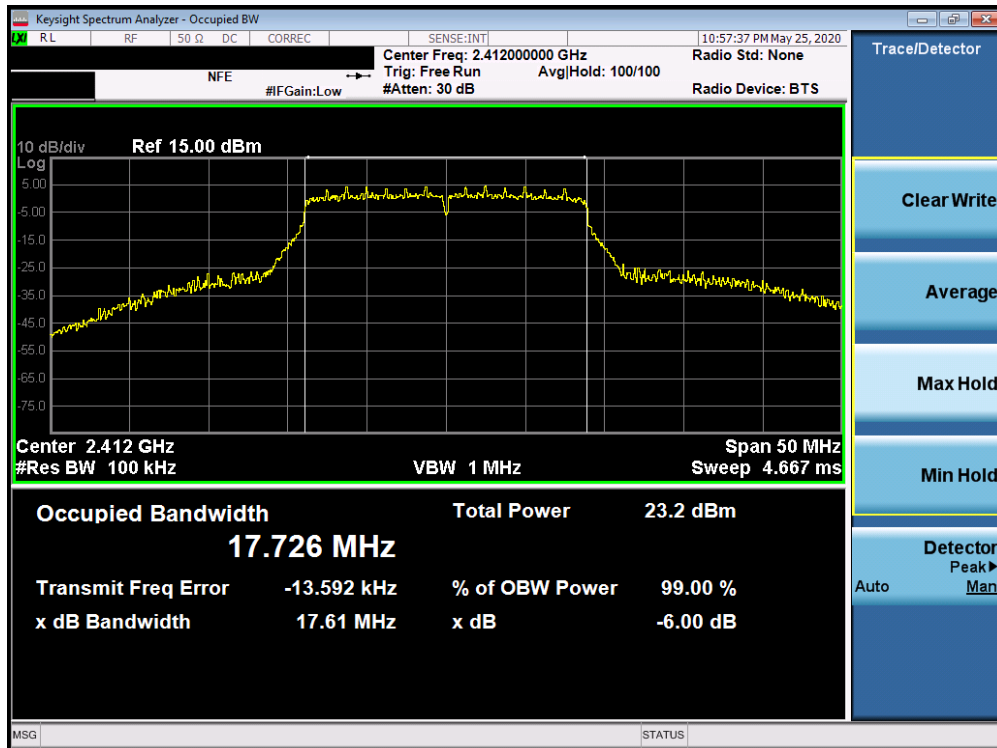 Keysight Spectrum Analyzer - Occupied BW
LXI RL RF 50 Ω DC CORREC SENSE:INT 10:57:37 PM May 25, 2020
Center Freq: 2.412000000 GHz Radio Std: None
NFE Trig: Free Run Avg|Hold: 100/100
#IFGain:Low #Atten: 30 dB Radio Device: BTS
Trace/Detector
10 dB/div Ref 15.00 dBm
Log
5.00
-5.00
-15.0
-25.0
-35.0
-45.0
-55.0
-65.0
-75.0
Center 2.412 GHz Span 50 MHz
#Res BW 100 kHz VBW 1 MHz Sweep 4.667 ms
Occupied Bandwidth Total Power 23.2 dBm
17.726 MHz
Transmit Freq Error -13.592 kHz % of OBW Power 99.00 %
x dB Bandwidth 17.61 MHz x dB -6.00 dB
Clear Write
Average
Max Hold
Min Hold
Detector
Peak▶
Auto Man
MSG STATUS